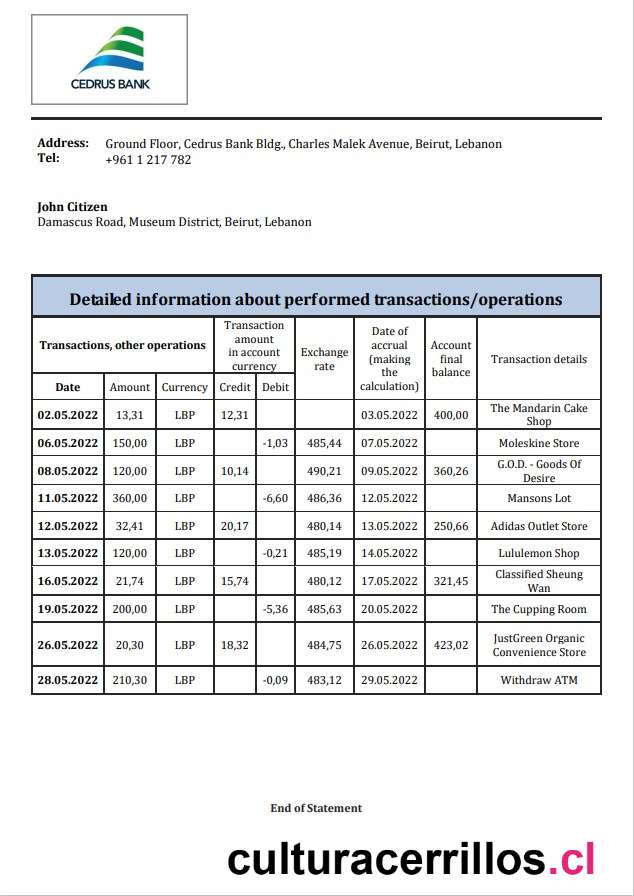 CEDRUS BANK
Address: Ground Floor, Cedrus Bank Bldg., Charles Malek Avenue, Beirut, Lebanon
Tel: +961 1 217 782
John Citizen
Damascus Road, Museum District, Beirut, Lebanon
Detailed information about performed transactions/operations
Transactions, other operations
Transaction
amount
in account
currency
Exchange
rate
Date of
accrual
(making
the
calculation)
Account
final
balance
Transaction details
Date Amount Currency Credit Debit
02.05.2022 13,31 LBP 12,31 03.05.2022 400,00 The Mandarin Cake
Shop
06.05.2022 150,00 LBP -1,03 485,44 07.05.2022 Moleskine Store
08.05.2022 120,00 LBP 10,14 490,21 09.05.2022 360,26 G.O.D. - Goods Of
Desire
11.05.2022 360,00 LBP -6,60 486,36 12.05.2022 Mansons Lot
12.05.2022 32,41 LBP 20,17 480,14 13.05.2022 250,66 Adidas Outlet Store
13.05.2022 120,00 LBP -0,21 485,19 14.05.2022 Lululemon Shop
16.05.2022 21,74 LBP 15,74 480,12 17.05.2022 321,45 Classified Sheung
Wan
19.05.2022 200,00 LBP -5,36 485,63 20.05.2022 The Cupping Room
26.05.2022 20,30 LBP 18,32 484,75 26.05.2022 423,02 JustGreen Organic
Convenience Store
28.05.2022 210,30 LBP -0,09 483,12 29.05.2022 Withdraw ATM
End of Statement
culturacerrillos.cl